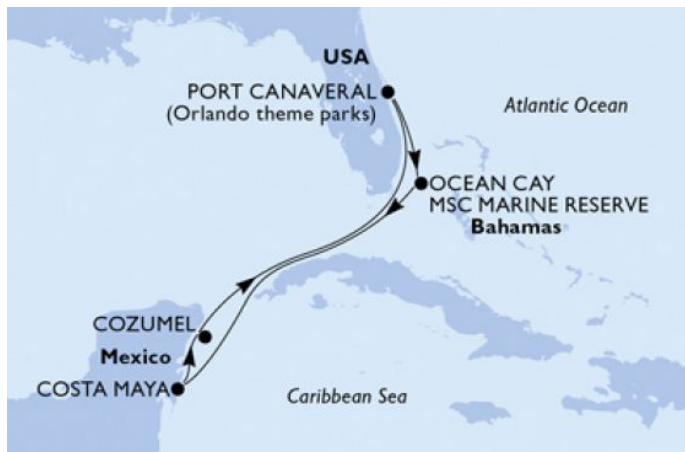 USA
PORT CANAVERAL
(Orlando theme parks)
Atlantic Ocean
OCEAN CAY
MSC MARINE RESERVE
Bahamas
COZUMEL
Mexico
COSTA MAYA
Caribbean Sea